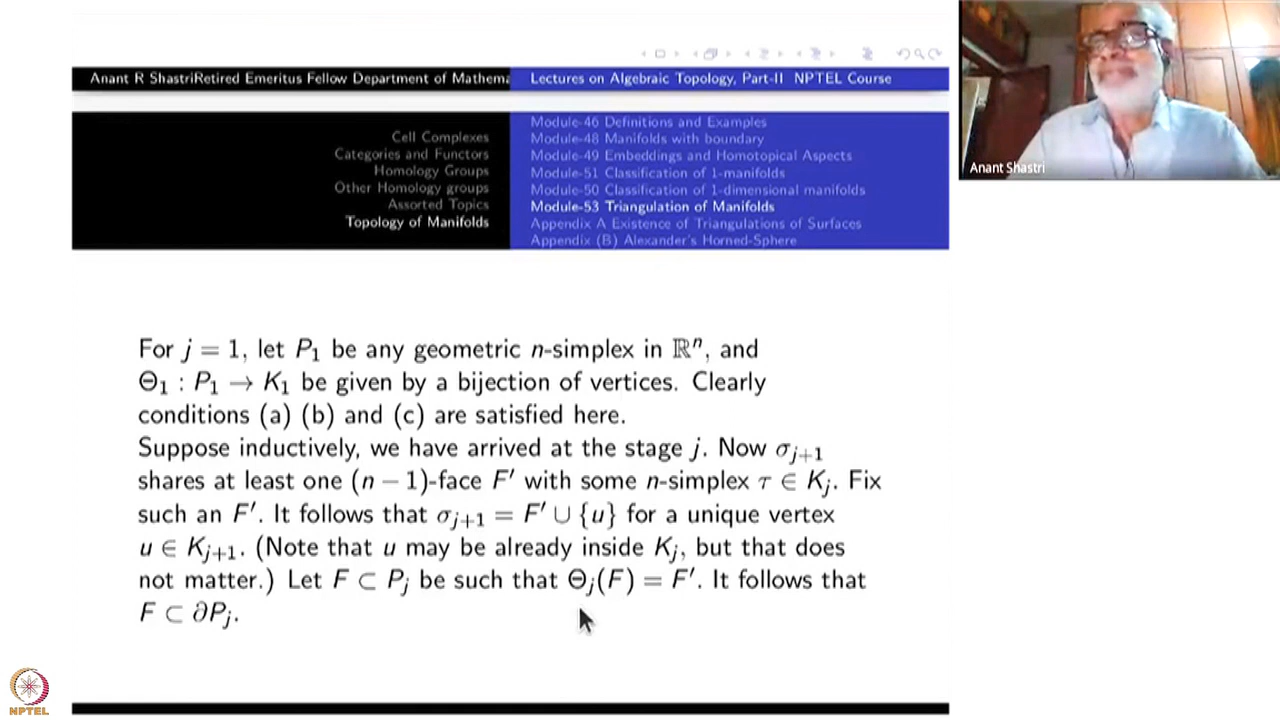 Anant R ShastriRetired Emeritus Fellow Department of Mathema
Lectures on Algebraic Topology, Part-II NPTEL Course
Cell Complexes
Categories and Functors
Homology Groups
Other Homology groups
Assorted Topics
Topology of Manifolds
Module-46 Definitions and Examples
Module-48 Manifolds with boundary
Module-49 Embeddings and Homotopical Aspects
Module-51 Classification of 1-manifolds
Module-50 Classification of 1-dimensional manifolds
Module-53 Triangulation of Manifolds
Appendix A Existence of Triangulations of Surfaces
Appendix (B) Alexander's Horned-Sphere
Anant Shastri
For j = 1, let P₁ be any geometric n-simplex in ℝⁿ, and
Θ₁ : P₁ → K₁ be given by a bijection of vertices. Clearly
conditions (a) (b) and (c) are satisfied here.
Suppose inductively, we have arrived at the stage j. Now σⱼ₊₁
shares at least one (n − 1)-face F′ with some n-simplex τ ∈ Kⱼ. Fix
such an F′. It follows that σⱼ₊₁ = F′ ∪ {u} for a unique vertex
u ∈ Kⱼ₊₁. (Note that u may be already inside Kⱼ, but that does
not matter.) Let F ⊂ Pⱼ be such that Θⱼ(F) = F′. It follows that
F ⊂ ∂Pⱼ.
NPTEL